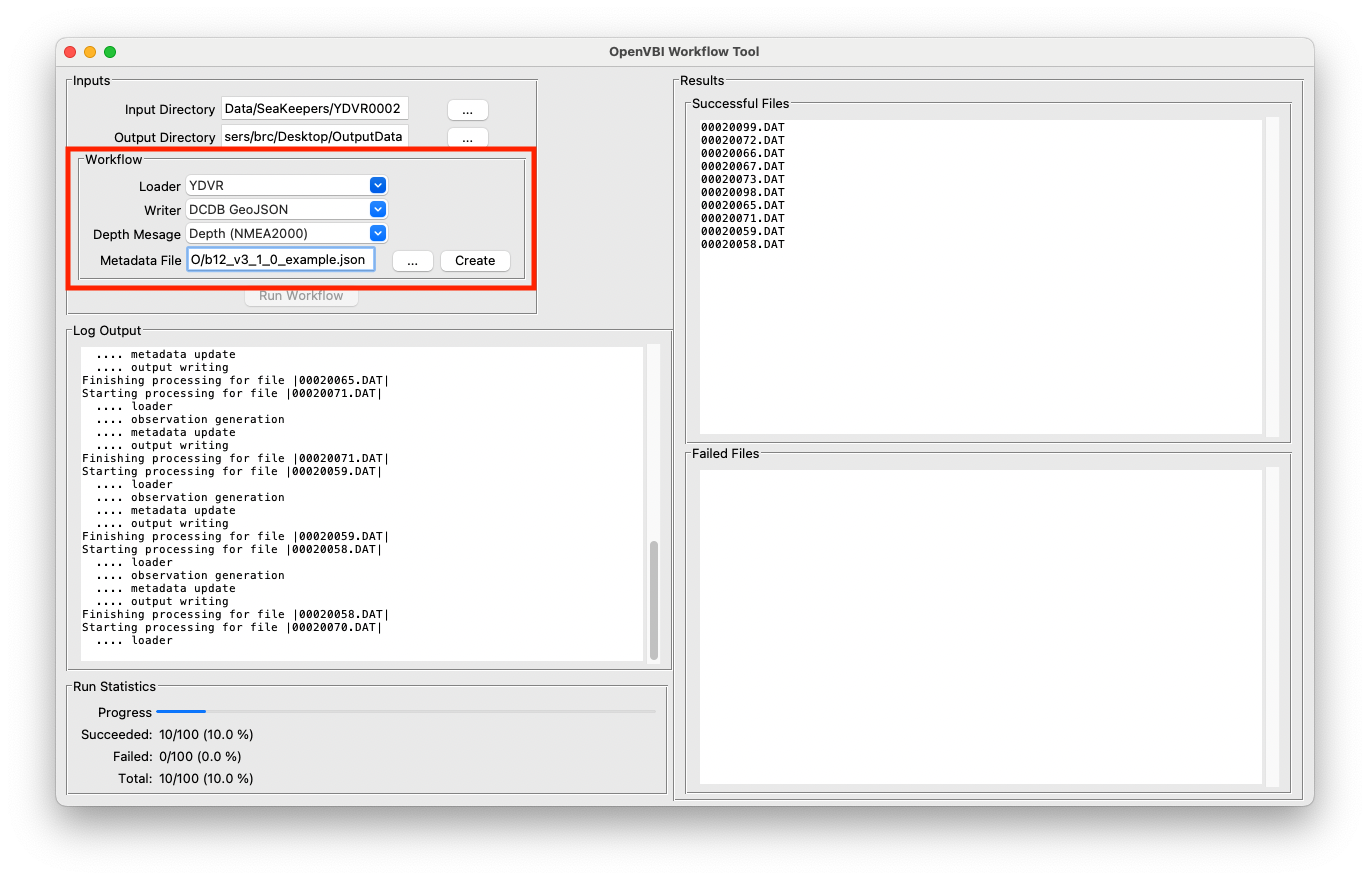 OpenVBI Workflow Tool
Inputs
Input Directory Data/SeaKeepers/YDVR0002 ...
Output Directory sers/brc/Desktop/OutputData ...
Workflow
Loader YDVR
Writer DCDB GeoJSON
Depth Mesage Depth (NMEA2000)
Metadata File O/b12_v3_1_0_example.json ... Create
Run Workflow
Log Output
.... metadata update
.... output writing
Finishing processing for file |00020065.DAT|
Starting processing for file |00020071.DAT|
.... loader
.... observation generation
.... metadata update
.... output writing
Finishing processing for file |00020071.DAT|
Starting processing for file |00020059.DAT|
.... loader
.... observation generation
.... metadata update
.... output writing
Finishing processing for file |00020059.DAT|
Starting processing for file |00020058.DAT|
.... loader
.... observation generation
.... metadata update
.... output writing
Finishing processing for file |00020058.DAT|
Starting processing for file |00020070.DAT|
.... loader
Run Statistics
Progress
Succeeded: 10/100 (10.0 %)
Failed: 0/100 (0.0 %)
Total: 10/100 (10.0 %)
Results
Successful Files
00020099.DAT
00020072.DAT
00020066.DAT
00020067.DAT
00020073.DAT
00020098.DAT
00020065.DAT
00020071.DAT
00020059.DAT
00020058.DAT
Failed Files